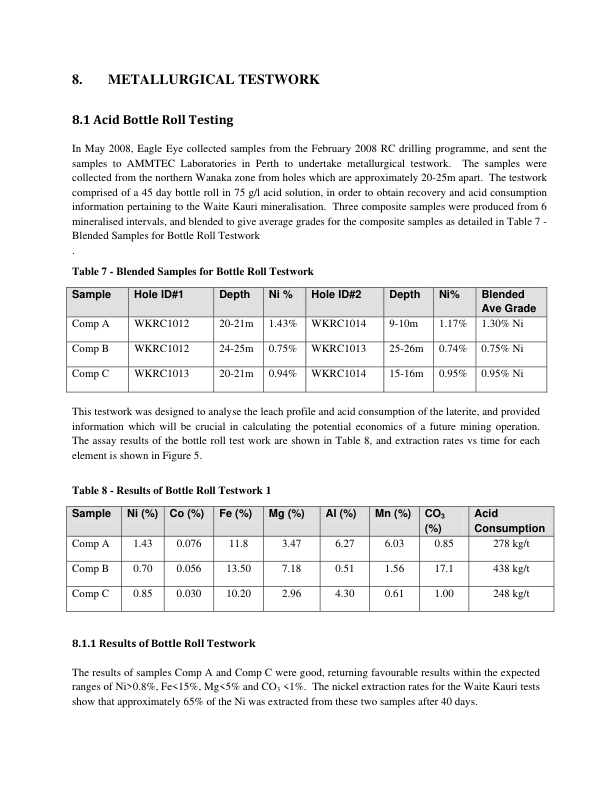 8. METALLURGICAL TESTWORK
8.1 Acid Bottle Roll Testing
In May 2008, Eagle Eye collected samples from the February 2008 RC drilling programme, and sent the
samples to AMMTEC Laboratories in Perth to undertake metallurgical testwork. The samples were
collected from the northern Wanaka zone from holes which are approximately 20-25m apart. The testwork
comprised of a 45 day bottle roll in 75 g/l acid solution, in order to obtain recovery and acid consumption
information pertaining to the Waite Kauri mineralisation. Three composite samples were produced from 6
mineralised intervals, and blended to give average grades for the composite samples as detailed in Table 7 -
Blended Samples for Bottle Roll Testwork
.
Table 7 - Blended Samples for Bottle Roll Testwork
Sample Hole ID#1 Depth Ni % Hole ID#2 Depth Ni% Blended
Ave Grade
Comp A WKRC1012 20-21m 1.43% WKRC1014 9-10m 1.17% 1.30% Ni
Comp B WKRC1012 24-25m 0.75% WKRC1013 25-26m 0.74% 0.75% Ni
Comp C WKRC1013 20-21m 0.94% WKRC1014 15-16m 0.95% 0.95% Ni
This testwork was designed to analyse the leach profile and acid consumption of the laterite, and provided
information which will be crucial in calculating the potential economics of a future mining operation.
The assay results of the bottle roll test work are shown in Table 8, and extraction rates vs time for each
element is shown in Figure 5.
Table 8 - Results of Bottle Roll Testwork 1
Sample Ni (%) Co (%) Fe (%) Mg (%) Al (%) Mn (%) CO₃ Acid
(%) Consumption
Comp A 1.43 0.076 11.8 3.47 6.27 6.03 0.85 278 kg/t
Comp B 0.70 0.056 13.50 7.18 0.51 1.56 17.1 438 kg/t
Comp C 0.85 0.030 10.20 2.96 4.30 0.61 1.00 248 kg/t
8.1.1 Results of Bottle Roll Testwork
The results of samples Comp A and Comp C were good, returning favourable results within the expected
ranges of Ni>0.8%, Fe<15%, Mg<5% and CO₃ <1%. The nickel extraction rates for the Waite Kauri tests
show that approximately 65% of the Ni was extracted from these two samples after 40 days.